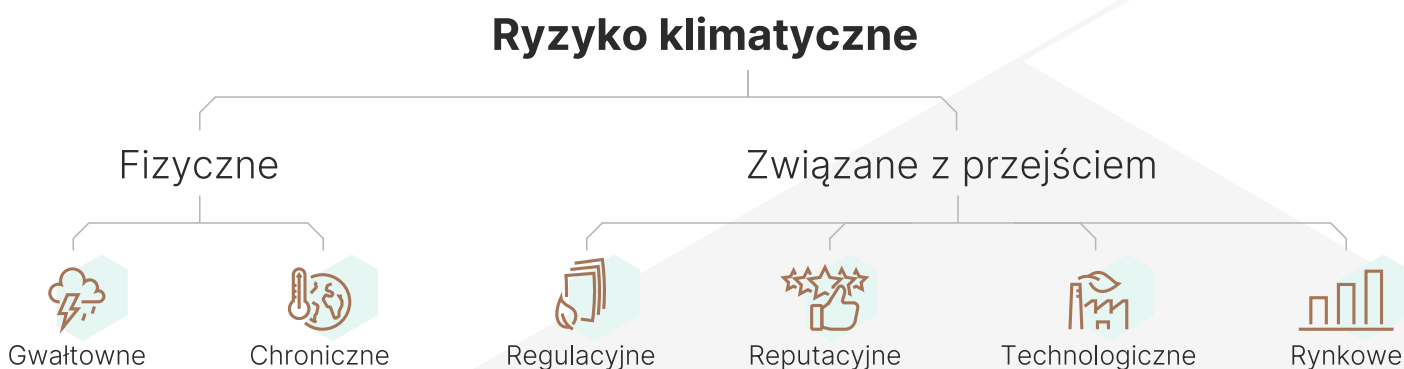 Ryzyko klimatyczne
Fizyczne
Związane z przejściem
Gwałtowne
Chroniczne
Regulacyjne
Reputacyjne
Technologiczne
Rynkowe